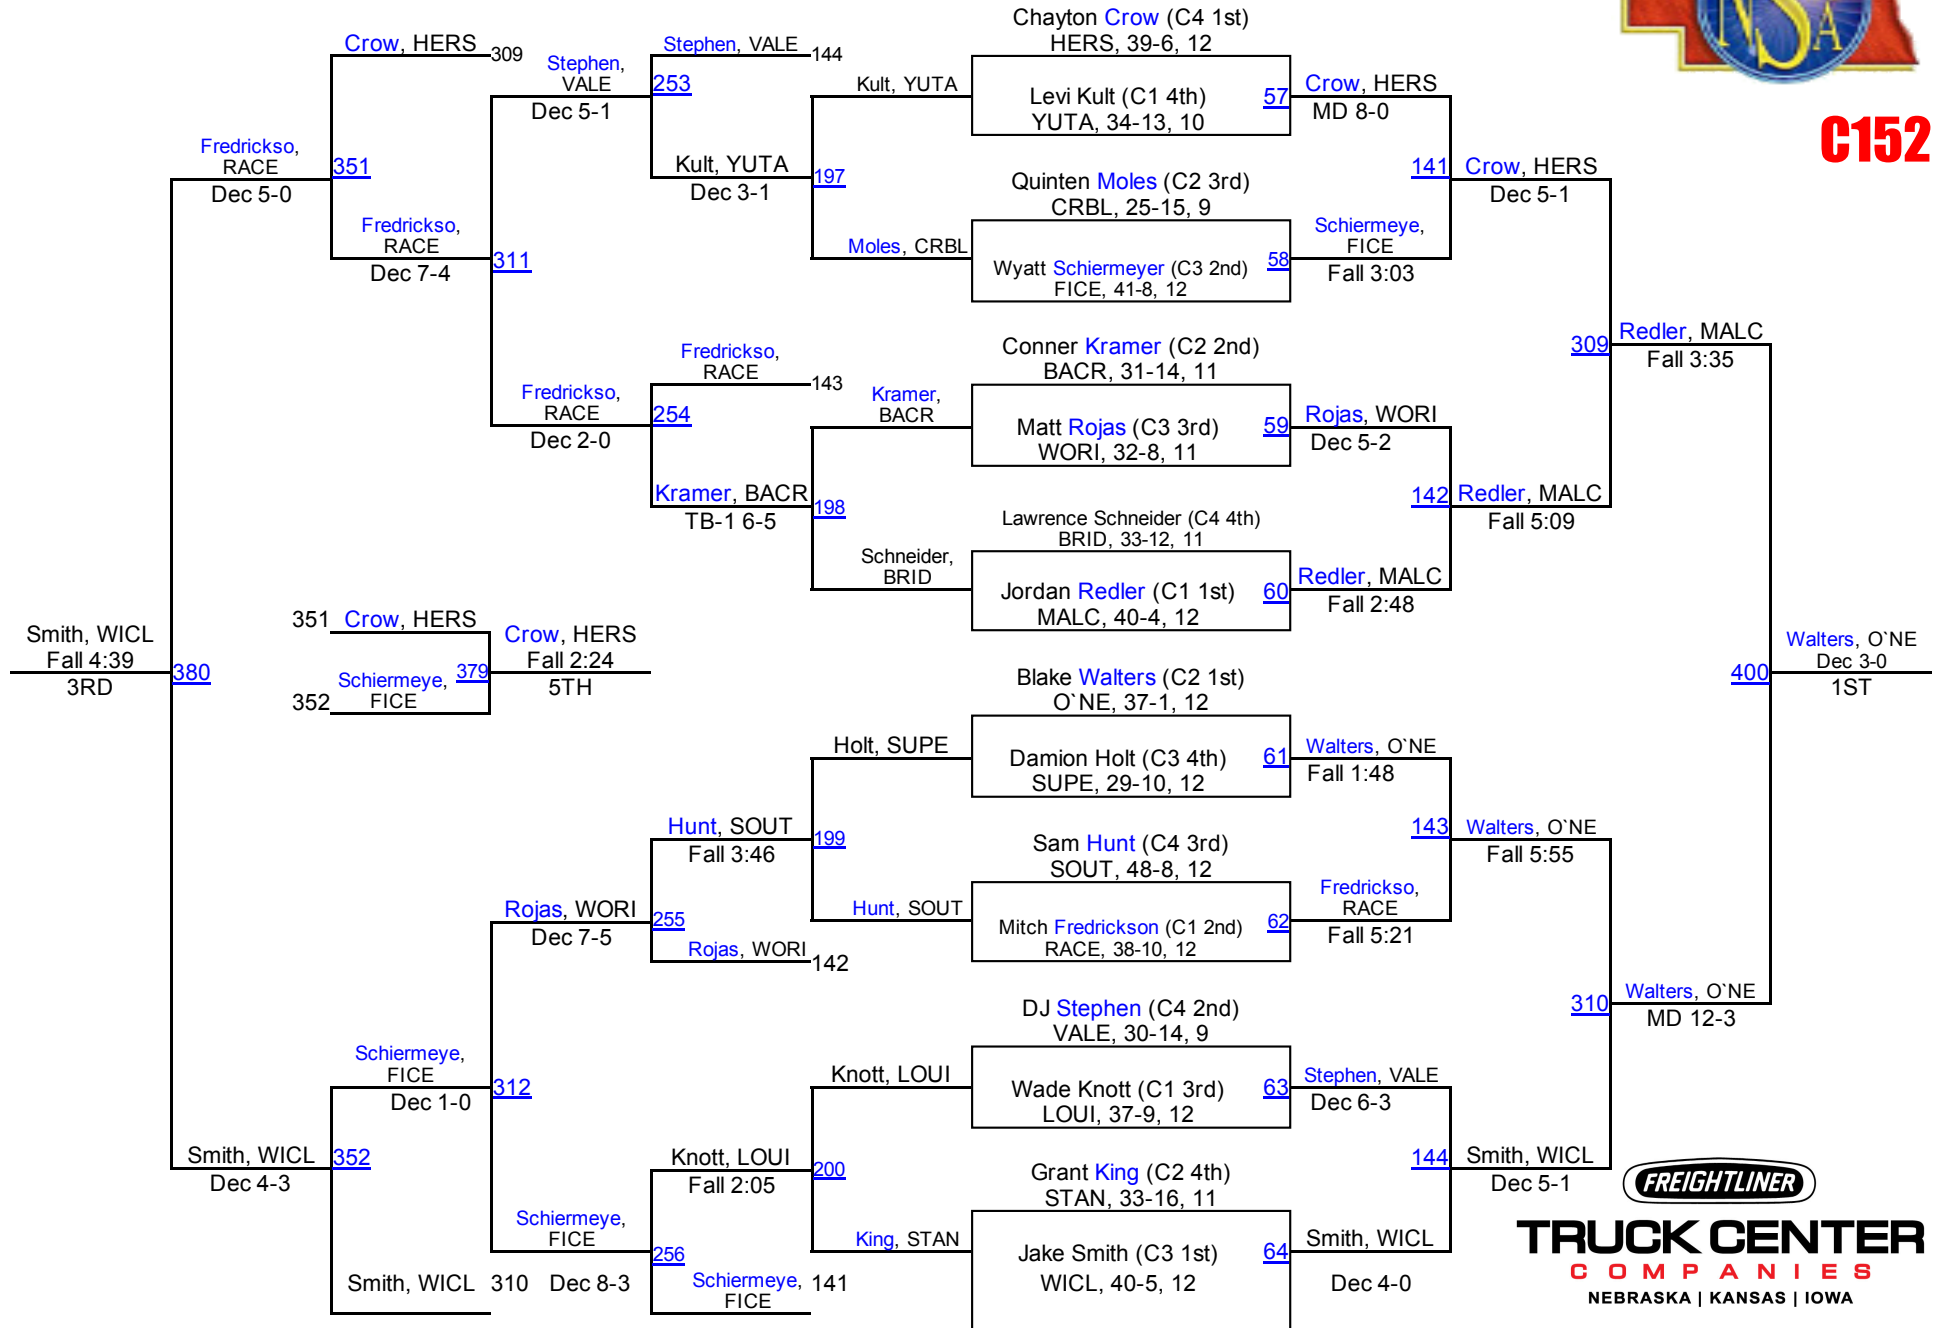 NSA
C152
Chayton Crow (C4 1st)
HERS, 39-6, 12
Levi Kult (C1 4th)
YUTA, 34-13, 10
57
Quinten Moles (C2 3rd)
CRBL, 25-15, 9
Wyatt Schiermeyer (C3 2nd)
FICE, 41-8, 12
58
Conner Kramer (C2 2nd)
BACR, 31-14, 11
Matt Rojas (C3 3rd)
WORI, 32-8, 11
59
Lawrence Schneider (C4 4th)
BRID, 33-12, 11
Jordan Redler (C1 1st)
MALC, 40-4, 12
60
Blake Walters (C2 1st)
O`NE, 37-1, 12
Damion Holt (C3 4th)
SUPE, 29-10, 12
61
Sam Hunt (C4 3rd)
SOUT, 48-8, 12
Mitch Fredrickson (C1 2nd)
RACE, 38-10, 12
62
DJ Stephen (C4 2nd)
VALE, 30-14, 9
Wade Knott (C1 3rd)
LOUI, 37-9, 12
63
Grant King (C2 4th)
STAN, 33-16, 11
Jake Smith (C3 1st)
WICL, 40-5, 12
64
Crow, HERS
MD 8-0
141
Schiermeye,
FICE
Fall 3:03
Rojas, WORI
Dec 5-2
142
Redler, MALC
Fall 2:48
Walters, O`NE
Fall 1:48
143
Fredrickso,
RACE
Fall 5:21
Stephen, VALE
Dec 6-3
144
Smith, WICL
Dec 4-0
Crow, HERS
Dec 5-1
309
Redler, MALC
Fall 5:09
Walters, O`NE
Fall 5:55
310
Smith, WICL
Dec 5-1
Redler, MALC
Fall 3:35
400
Walters, O`NE
MD 12-3
Walters, O`NE
Dec 3-0
1ST
Kult, YUTA
197
Moles, CRBL
Kramer,
BACR
198
Schneider,
BRID
Holt, SUPE
199
Hunt, SOUT
Knott, LOUI
200
King, STAN
Stephen, VALE
144
253
Kult, YUTA
Dec 3-1
Fredrickso,
RACE
143
254
Kramer, BACR
TB-1 6-5
Hunt, SOUT
Fall 3:46
255
Rojas, WORI
142
Knott, LOUI
Fall 2:05
256
Schiermeye,
FICE
141
Stephen,
VALE
Dec 5-1
311
Fredrickso,
RACE
Dec 2-0
Rojas, WORI
Dec 7-5
312
Schiermeye,
FICE
Dec 8-3
Crow, HERS
309
351
Fredrickso,
RACE
Dec 7-4
Schiermeye,
FICE
Dec 1-0
352
Smith, WICL
310
Fredrickso,
RACE
Dec 5-0
380
Smith, WICL
Dec 4-3
Smith, WICL
Fall 4:39
3RD
351
Crow, HERS
379
352
Schiermeye,
FICE
Crow, HERS
Fall 2:24
5TH
FREIGHTLINER
TRUCK CENTER
COMPANIES
NEBRASKA | KANSAS | IOWA